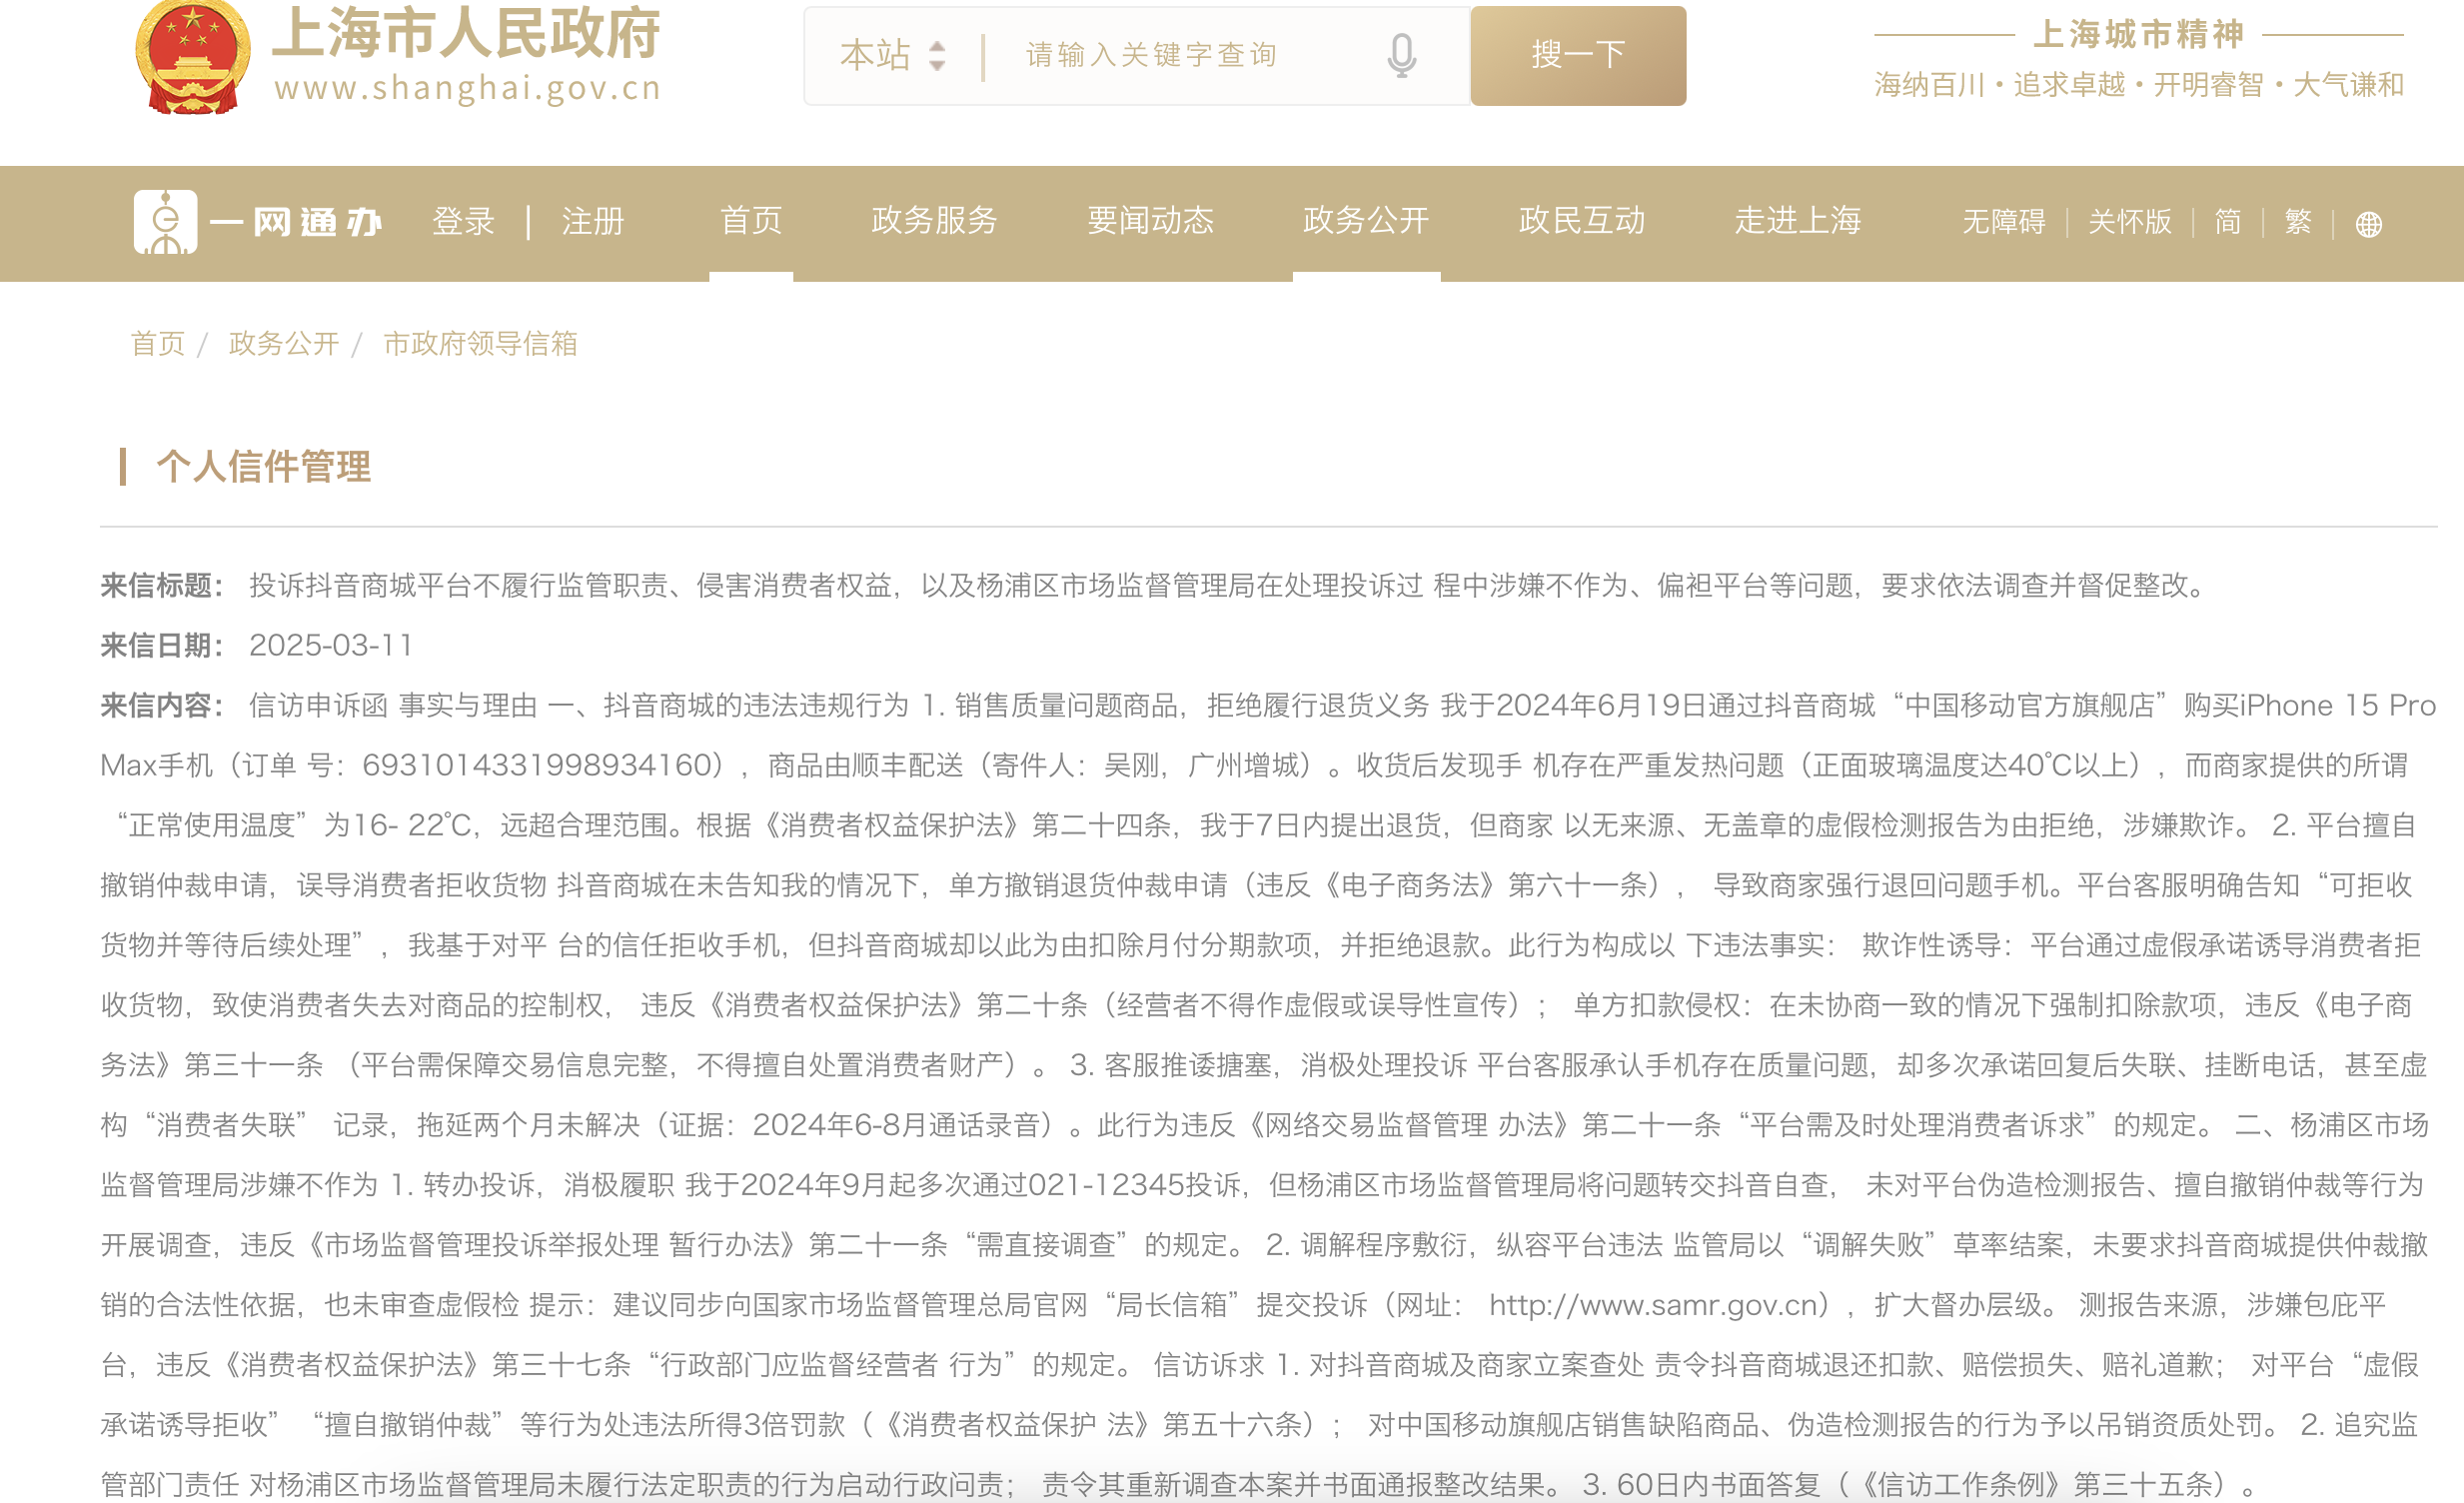 上海市人民政府
www.shanghai.gov.cn
本站
请输入关键字查询
搜一下
上海城市精神
海纳百川·追求卓越·开明睿智·大气谦和
一网通办 登录 | 注册 首页 政务服务 要闻动态 政务公开 政民互动 走进上海 无障碍 | 关怀版 | 简 | 繁 |
首页 / 政务公开 / 市政府领导信箱
个人信件管理
来信标题： 投诉抖音商城平台不履行监管职责、侵害消费者权益，以及杨浦区市场监督管理局在处理投诉过 程中涉嫌不作为、偏袒平台等问题，要求依法调查并督促整改。
来信日期： 2025-03-11
来信内容： 信访申诉函 事实与理由 一、抖音商城的违法违规行为 1. 销售质量问题商品，拒绝履行退货义务 我于2024年6月19日通过抖音商城“中国移动官方旗舰店”购买iPhone 15 Pro
Max手机（订单 号：6931014331998934160），商品由顺丰配送（寄件人：吴刚，广州增城）。收货后发现手 机存在严重发热问题（正面玻璃温度达40℃以上），而商家提供的所谓
“正常使用温度”为16- 22℃，远超合理范围。根据《消费者权益保护法》第二十四条，我于7日内提出退货，但商家 以无来源、无盖章的虚假检测报告为由拒绝，涉嫌欺诈。 2. 平台擅自
撤销仲裁申请，误导消费者拒收货物 抖音商城在未告知我的情况下，单方撤销退货仲裁申请（违反《电子商务法》第六十一条）， 导致商家强行退回问题手机。平台客服明确告知“可拒收
货物并等待后续处理”，我基于对平 台的信任拒收手机，但抖音商城却以此为由扣除月付分期款项，并拒绝退款。此行为构成以 下违法事实： 欺诈性诱导：平台通过虚假承诺诱导消费者拒
收货物，致使消费者失去对商品的控制权， 违反《消费者权益保护法》第二十条（经营者不得作虚假或误导性宣传）； 单方扣款侵权：在未协商一致的情况下强制扣除款项，违反《电子商
务法》第三十一条 （平台需保障交易信息完整，不得擅自处置消费者财产）。 3. 客服推诿搪塞，消极处理投诉 平台客服承认手机存在质量问题，却多次承诺回复后失联、挂断电话，甚至虚
构“消费者失联” 记录，拖延两个月未解决（证据：2024年6-8月通话录音）。此行为违反《网络交易监督管理 办法》第二十一条“平台需及时处理消费者诉求”的规定。 二、杨浦区市场
监督管理局涉嫌不作为 1. 转办投诉，消极履职 我于2024年9月起多次通过021-12345投诉，但杨浦区市场监督管理局将问题转交抖音自查， 未对平台伪造检测报告、擅自撤销仲裁等行为
开展调查，违反《市场监督管理投诉举报处理 暂行办法》第二十一条“需直接调查”的规定。 2. 调解程序敷衍，纵容平台违法 监管局以“调解失败”草率结案，未要求抖音商城提供仲裁撤
销的合法性依据，也未审查虚假检 提示：建议同步向国家市场监督管理总局官网“局长信箱”提交投诉（网址： http://www.samr.gov.cn），扩大督办层级。 测报告来源，涉嫌包庇平
台，违反《消费者权益保护法》第三十七条“行政部门应监督经营者 行为”的规定。 信访诉求 1. 对抖音商城及商家立案查处 责令抖音商城退还扣款、赔偿损失、赔礼道歉； 对平台“虚假
承诺诱导拒收” “擅自撤销仲裁”等行为处违法所得3倍罚款（《消费者权益保护 法》第五十六条）； 对中国移动旗舰店销售缺陷商品、伪造检测报告的行为予以吊销资质处罚。 2. 追究监
管部门责任 对杨浦区市场监督管理局未履行法定职责的行为启动行政问责； 责令其重新调查本案并书面通报整改结果。 3. 60日内书面答复（《信访工作条例》第三十五条）。